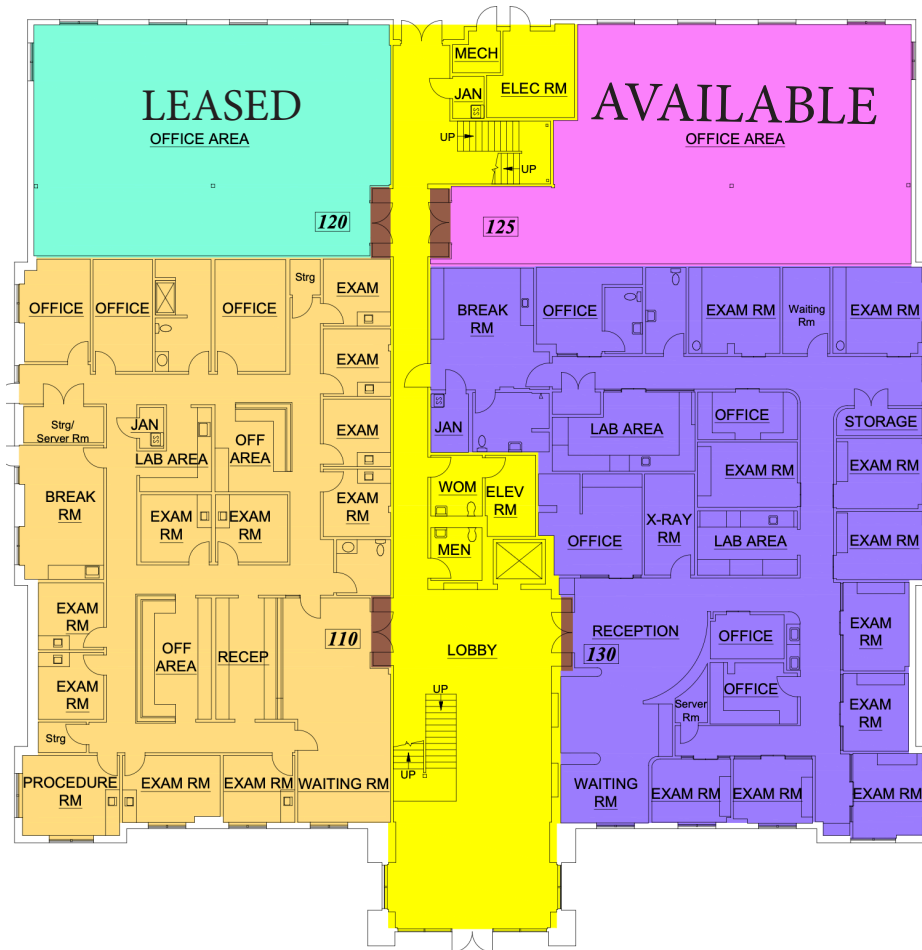 MECH
JAN
ELEC RM
LEASED
OFFICE AREA
AVAILABLE
OFFICE AREA
UP
UP
120
125
Strg
EXAM
OFFICE
OFFICE
OFFICE
BREAK
RM
OFFICE
EXAM RM
Waiting
Rm
EXAM RM
EXAM
EXAM
Strg/
Server Rm
JAN
LAB AREA
OFF
AREA
JAN
LAB AREA
OFFICE
STORAGE
BREAK
RM
EXAM
RM
EXAM
RM
EXAM
RM
WOM
ELEV
RM
MEN
OFFICE
X-RAY
RM
EXAM RM
EXAM RM
LAB AREA
EXAM RM
EXAM
RM
EXAM
RM
OFF
AREA
RECEP
110
LOBBY
RECEPTION
130
OFFICE
OFFICE
Server
Rm
EXAM
RM
EXAM
RM
UP
UP
Strg
PROCEDURE
RM
EXAM RM
EXAM RM
WAITING RM
WAITING
RM
EXAM RM
EXAM RM
EXAM RM